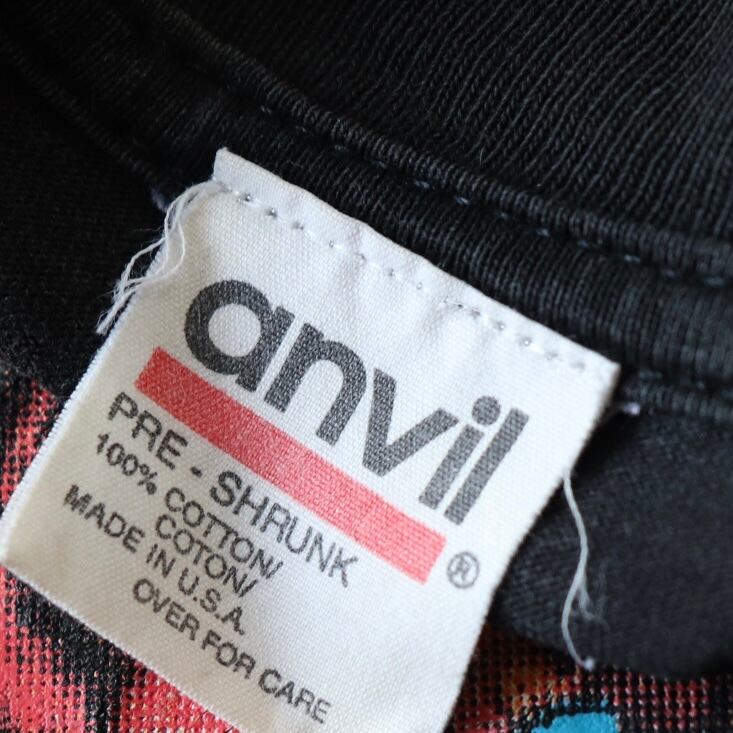 anvil®
PRE - SHRUNK
100% COTTON/
COTON/
MADE IN U.S.A.
OVER FOR CARE